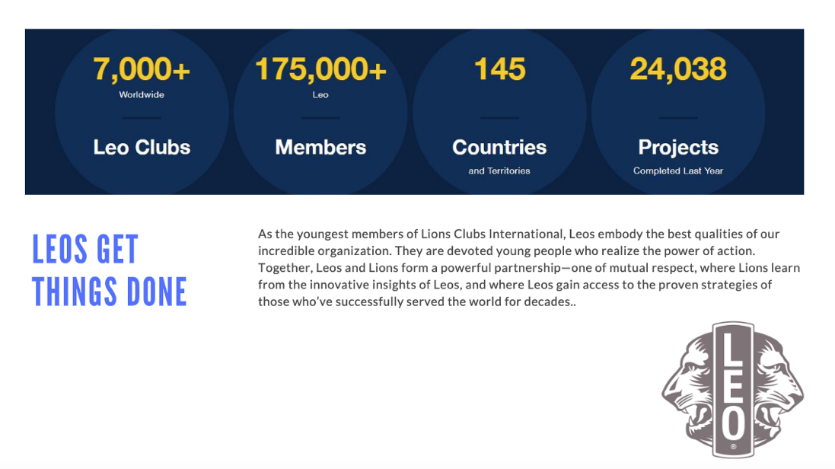 7,000+
Worldwide
Leo Clubs
175,000+
Leo
Members
145
Countries
and Territories
24,038
Projects
Completed Last Year
LEOS GET
THINGS DONE
As the youngest members of Lions Clubs International, Leos embody the best qualities of our
incredible organization. They are devoted young people who realize the power of action.
Together, Leos and Lions form a powerful partnership—one of mutual respect, where Lions learn
from the innovative insights of Leos, and where Leos gain access to the proven strategies of
those who've successfully served the world for decades..
LEO
®